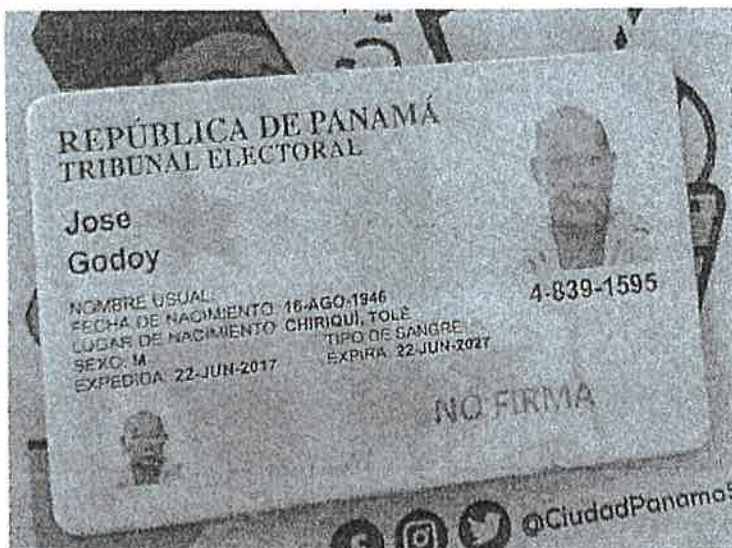 REPÚBLICA DE PANAMÁ
TRIBUNAL ELECTORAL
Jose
Godoy
NOMBRE USUAL:
FECHA DE NACIMIENTO: 16-AGO-1946
LUGAR DE NACIMIENTO: CHIRIQUÍ, TOLÉ
SEXO: M TIPO DE SANGRE:
EXPEDIDA: 22-JUN-2017 EXPIRA: 22-JUN-2027
4-839-1595
NO FIRMA
@CiudadPanama